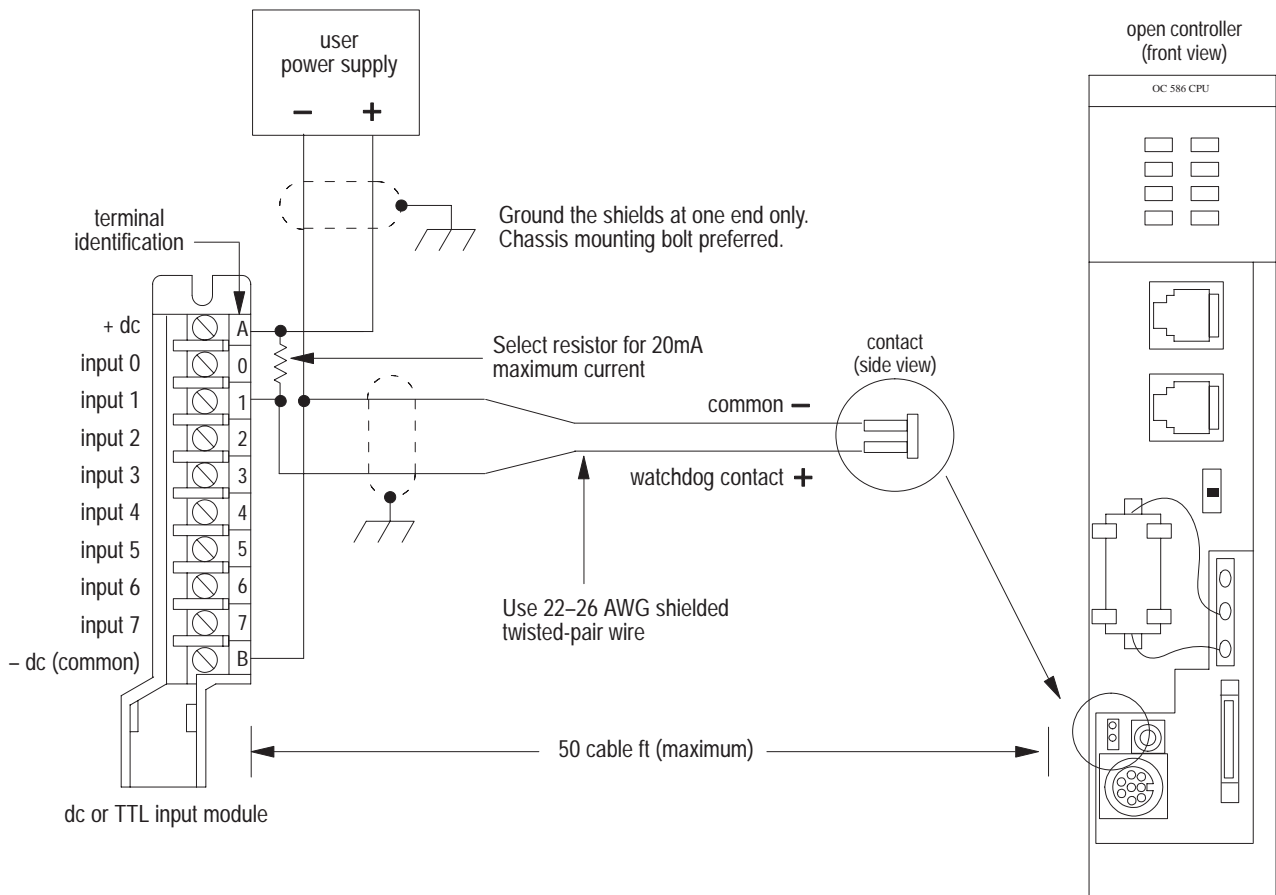 user
power supply
− +
open controller
(front view)
OC 586 CPU
terminal
identification
Ground the shields at one end only.
Chassis mounting bolt preferred.
+ dc A
input 0 0
input 1 1
input 2 2
input 3 3
input 4 4
input 5 5
input 6 6
input 7 7
– dc (common) B
Select resistor for 20mA
maximum current
contact
(side view)
common −
watchdog contact +
Use 22–26 AWG shielded
twisted-pair wire
50 cable ft (maximum)
dc or TTL input module